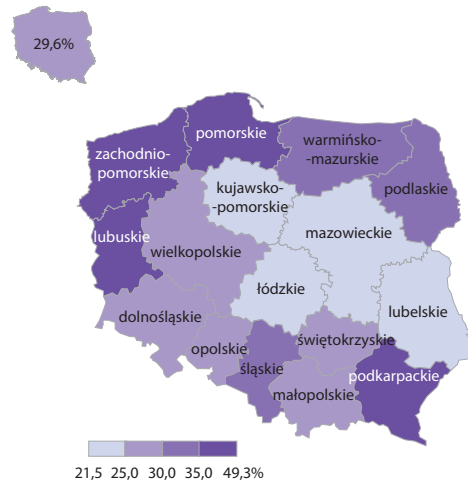 29,6%
pomorskie
zachodnio-
pomorskie
warmińsko-
-mazurskie
podlaskie
kujawsko-
-pomorskie
lubuskie
mazowieckie
wielkopolskie
łódzkie
lubelskie
dolnośląskie
świętokrzyskie
opolskie
śląskie
podkarpackie
małopolskie
21,5 25,0 30,0 35,0 49,3%